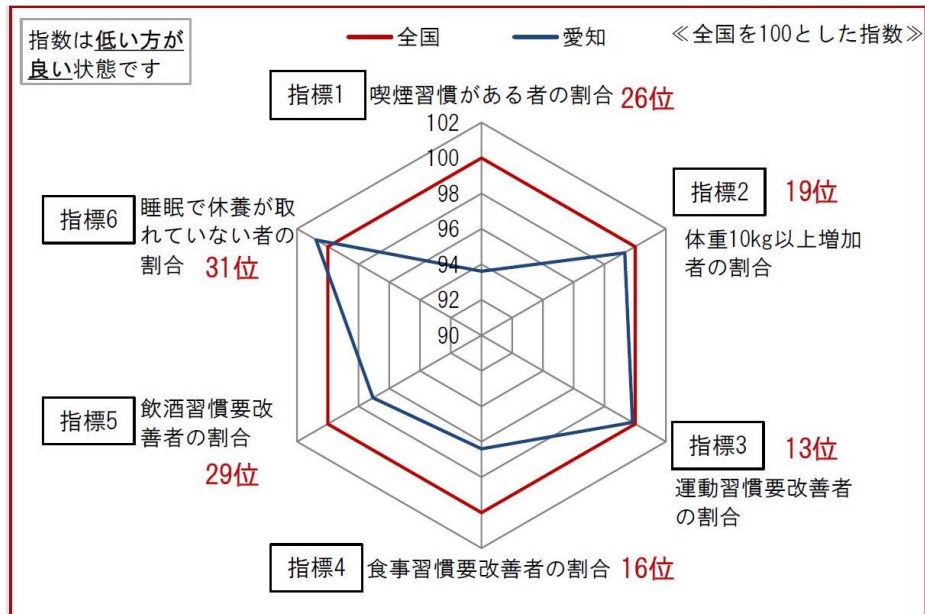 指数は低い方が
良い状態です
全国
愛知
≪全国を100とした指数≫
指標1
喫煙習慣がある者の割合
26位
102
100
98
96
94
92
90
指標2
19位
体重10kg以上増加
者の割合
指標6
睡眠で休養が取
れていない者の
割合
31位
指標5
飲酒習慣要改
善者の割合
29位
指標3
13位
運動習慣要改善者
の割合
指標4
食事習慣要改善者の割合
16位